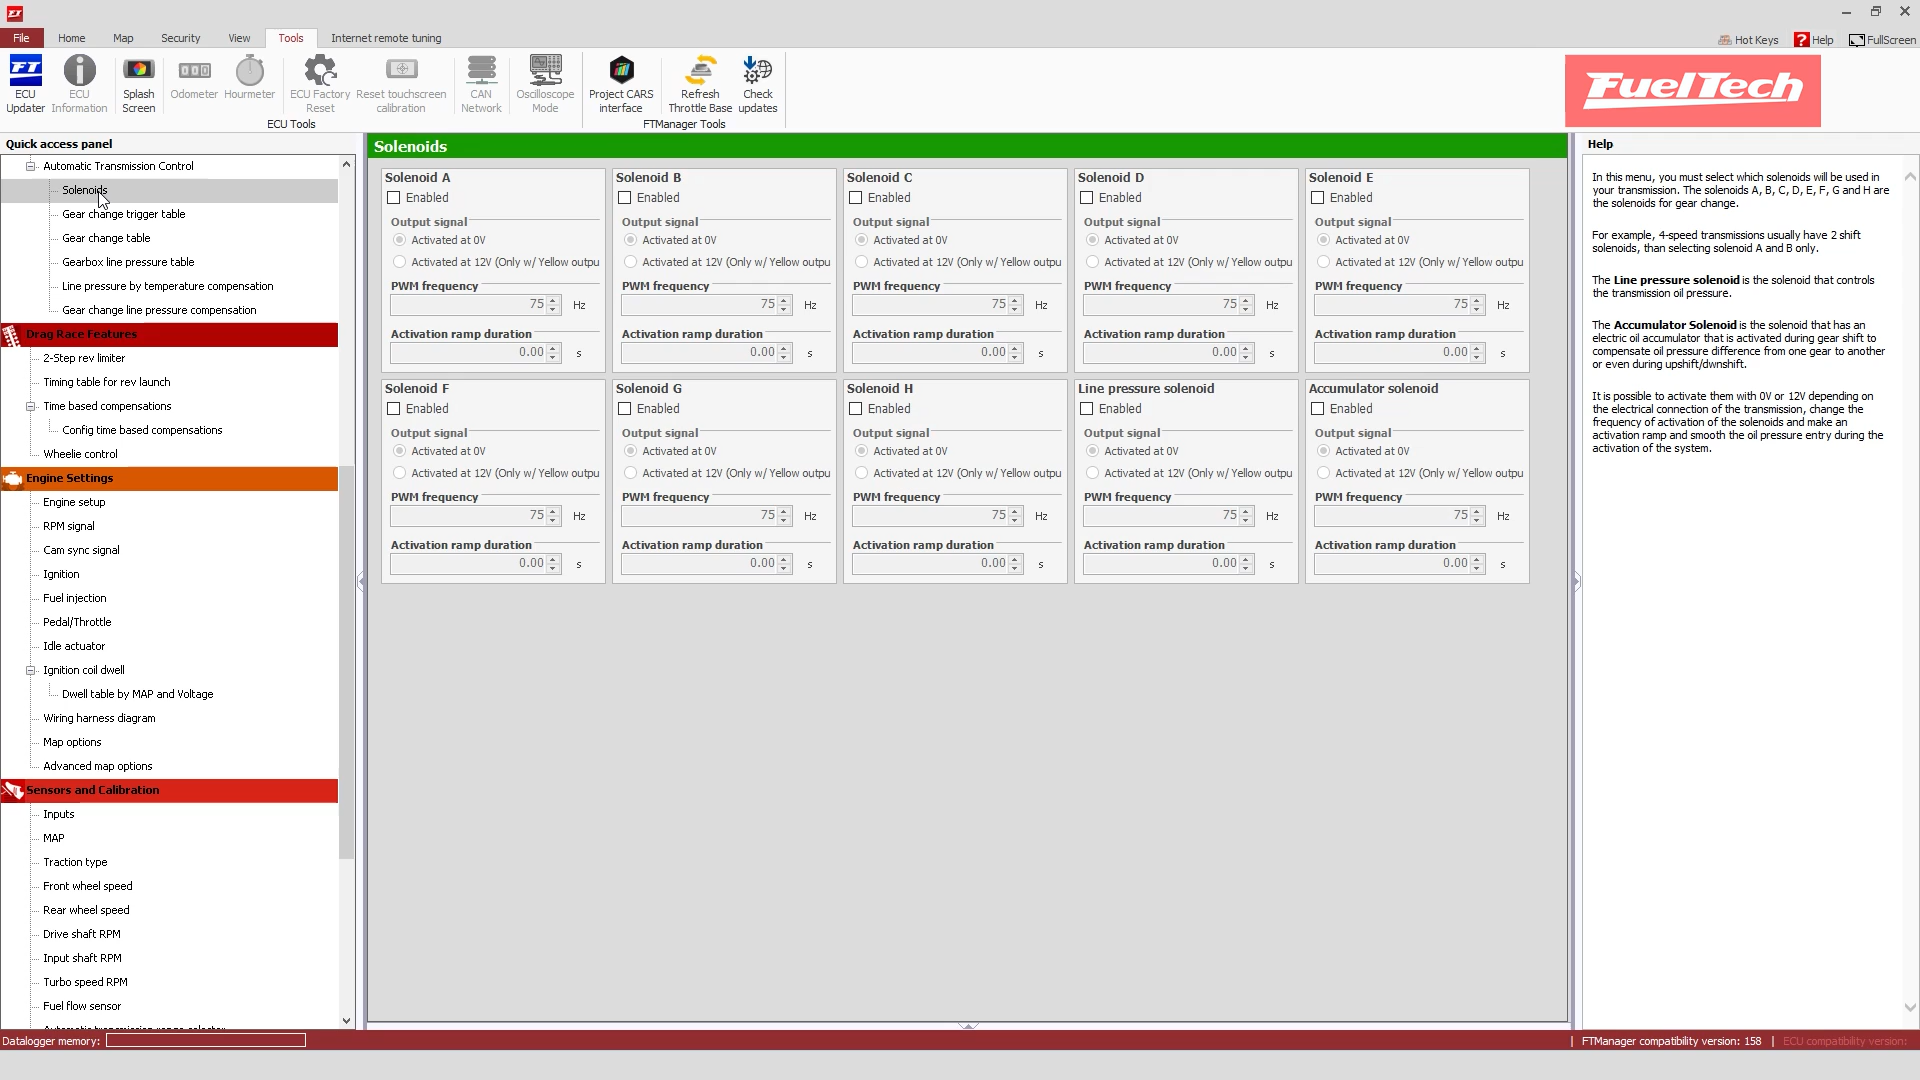 File Home Map Security View Tools Internet remote tuning
Hot Keys Help FullScreen
ECU Updater
ECU Information
Splash Screen
Odometer
Hourmeter
ECU Factory Reset
Reset touchscreen calibration
CAN Network
Oscilloscope Mode
Project CARS interface
Refresh Throttle Base
Check updates
ECU Tools
FTManager Tools
FuelTech
Quick access panel
Automatic Transmission Control
Solenoids
Gear change trigger table
Gear change table
Gearbox line pressure table
Line pressure by temperature compensation
Gear change line pressure compensation
Drag Race Features
2-Step rev limiter
Timing table for rev launch
Time based compensations
Config time based compensations
Wheelie control
Engine Settings
Engine setup
RPM signal
Cam sync signal
Ignition
Fuel injection
Pedal/Throttle
Idle actuator
Ignition coil dwell
Dwell table by MAP and Voltage
Wiring harness diagram
Map options
Advanced map options
Sensors and Calibration
Inputs
MAP
Traction type
Front wheel speed
Rear wheel speed
Drive shaft RPM
Input shaft RPM
Turbo speed RPM
Fuel flow sensor
Solenoids
Solenoid A
Enabled
Output signal
Activated at 0V
Activated at 12V (Only w/ Yellow outpu
PWM frequency
75 Hz
Activation ramp duration
0.00 s
Solenoid B
Enabled
Output signal
Activated at 0V
Activated at 12V (Only w/ Yellow outpu
PWM frequency
75 Hz
Activation ramp duration
0.00 s
Solenoid C
Enabled
Output signal
Activated at 0V
Activated at 12V (Only w/ Yellow outpu
PWM frequency
75 Hz
Activation ramp duration
0.00 s
Solenoid D
Enabled
Output signal
Activated at 0V
Activated at 12V (Only w/ Yellow outpu
PWM frequency
75 Hz
Activation ramp duration
0.00 s
Solenoid E
Enabled
Output signal
Activated at 0V
Activated at 12V (Only w/ Yellow outpu
PWM frequency
75 Hz
Activation ramp duration
0.00 s
Solenoid F
Enabled
Output signal
Activated at 0V
Activated at 12V (Only w/ Yellow outpu
PWM frequency
75 Hz
Activation ramp duration
0.00 s
Solenoid G
Enabled
Output signal
Activated at 0V
Activated at 12V (Only w/ Yellow outpu
PWM frequency
75 Hz
Activation ramp duration
0.00 s
Solenoid H
Enabled
Output signal
Activated at 0V
Activated at 12V (Only w/ Yellow outpu
PWM frequency
75 Hz
Activation ramp duration
0.00 s
Line pressure solenoid
Enabled
Output signal
Activated at 0V
Activated at 12V (Only w/ Yellow outpu
PWM frequency
75 Hz
Activation ramp duration
0.00 s
Accumulator solenoid
Enabled
Output signal
Activated at 0V
Activated at 12V (Only w/ Yellow outpu
PWM frequency
75 Hz
Activation ramp duration
0.00 s
Help
In this menu, you must select which solenoids will be used in
your transmission. The solenoids A, B, C, D, E, F, G and H are
the solenoids for gear change.
For example, 4-speed transmissions usually have 2 shift
solenoids, than selecting solenoid A and B only.
The Line pressure solenoid is the solenoid that controls
the transmission oil pressure.
The Accumulator Solenoid is the solenoid that has an
electric oil accumulator that is activated during gear shift to
compensate oil pressure difference from one gear to another
or even during upshift/dwnshift.
It is possible to activate them with 0V or 12V depending on
the electrical connection of the transmission, change the
frequency of activation of the solenoids and make an
activation ramp and smooth the oil pressure entry during the
activation of the system.
Datalogger memory:
FTManager compatibility version: 158 | ECU compatibility version: